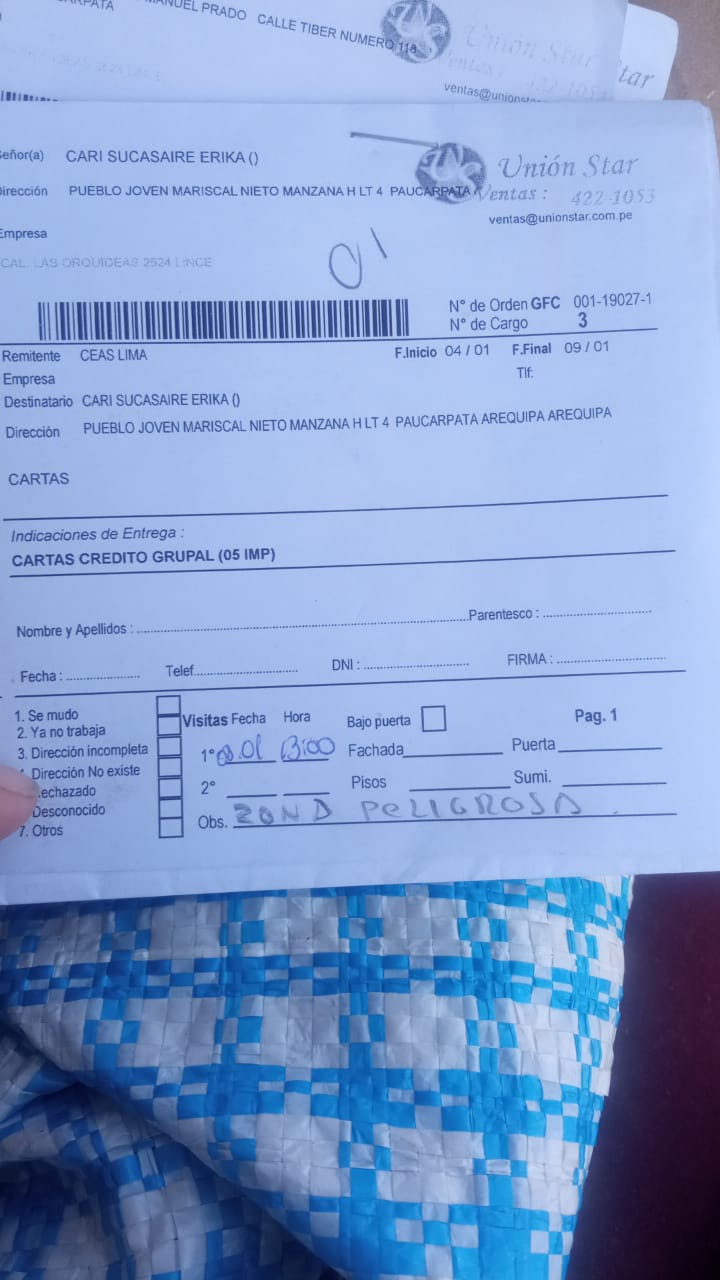 ARPATA MANUEL PRADO CALLE TIBER NUMERO 118
Unión Star
Ventas : 422-1053
ventas@unionst
tar
Señor(a) CARI SUCASAIRE ERIKA ()
Dirección PUEBLO JOVEN MARISCAL NIETO MANZANA H LT 4 PAUCARPATA A
Unión Star
Ventas : 422-1053
ventas@unionstar.com.pe
Empresa
CAL. LAS ORQUIDEAS 2524 LINCE
01
N° de Orden GFC 001-19027-1
N° de Cargo 3
Remitente CEAS LIMA F.Inicio 04 / 01 F.Final 09 / 01
Empresa Tlf:
Destinatario CARI SUCASAIRE ERIKA ()
Dirección PUEBLO JOVEN MARISCAL NIETO MANZANA H LT 4 PAUCARPATA AREQUIPA AREQUIPA
CARTAS
Indicaciones de Entrega :
CARTAS CREDITO GRUPAL (05 IMP)
Nombre y Apellidos : Parentesco :
Fecha : Telef. DNI : FIRMA :
1. Se mudo
2. Ya no trabaja
3. Dirección incompleta
Dirección No existe
echazado
Desconocido
7. Otros
Visitas Fecha Hora Bajo puerta Pag. 1
1° 08.01 13:00 Fachada Puerta
2° Pisos Sumi.
Obs. ZONA PELIGROSA.